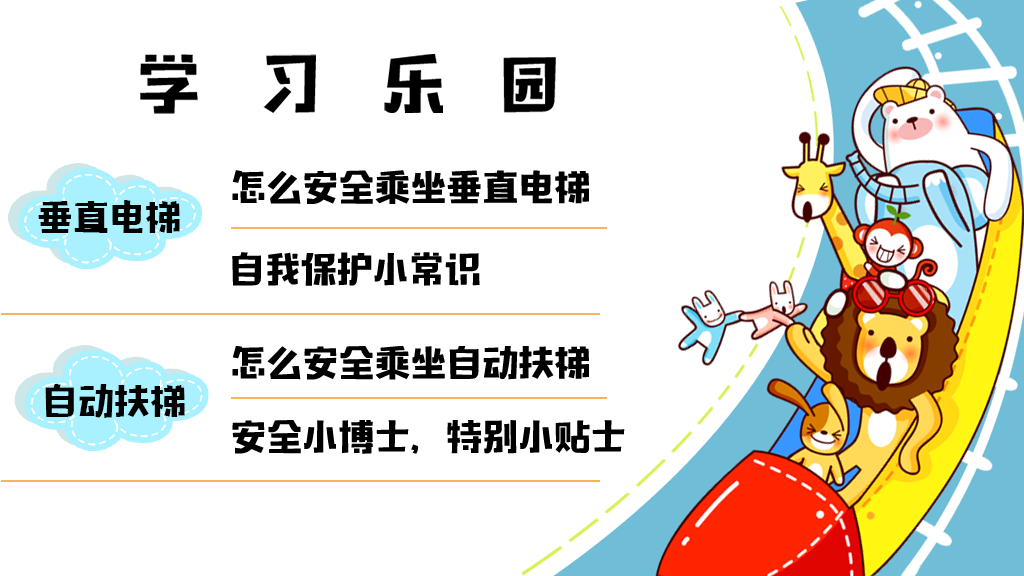 学习乐园
垂直电梯
怎么安全乘坐垂直电梯
自我保护小常识
自动扶梯
怎么安全乘坐自动扶梯
安全小博士，特别小贴士